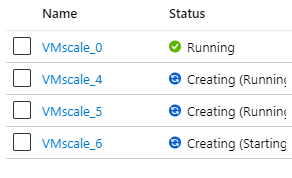 Name Status
VMscale_0 Running
VMscale_4 Creating (Running
VMscale_5 Creating (Running
VMscale_6 Creating (Starting